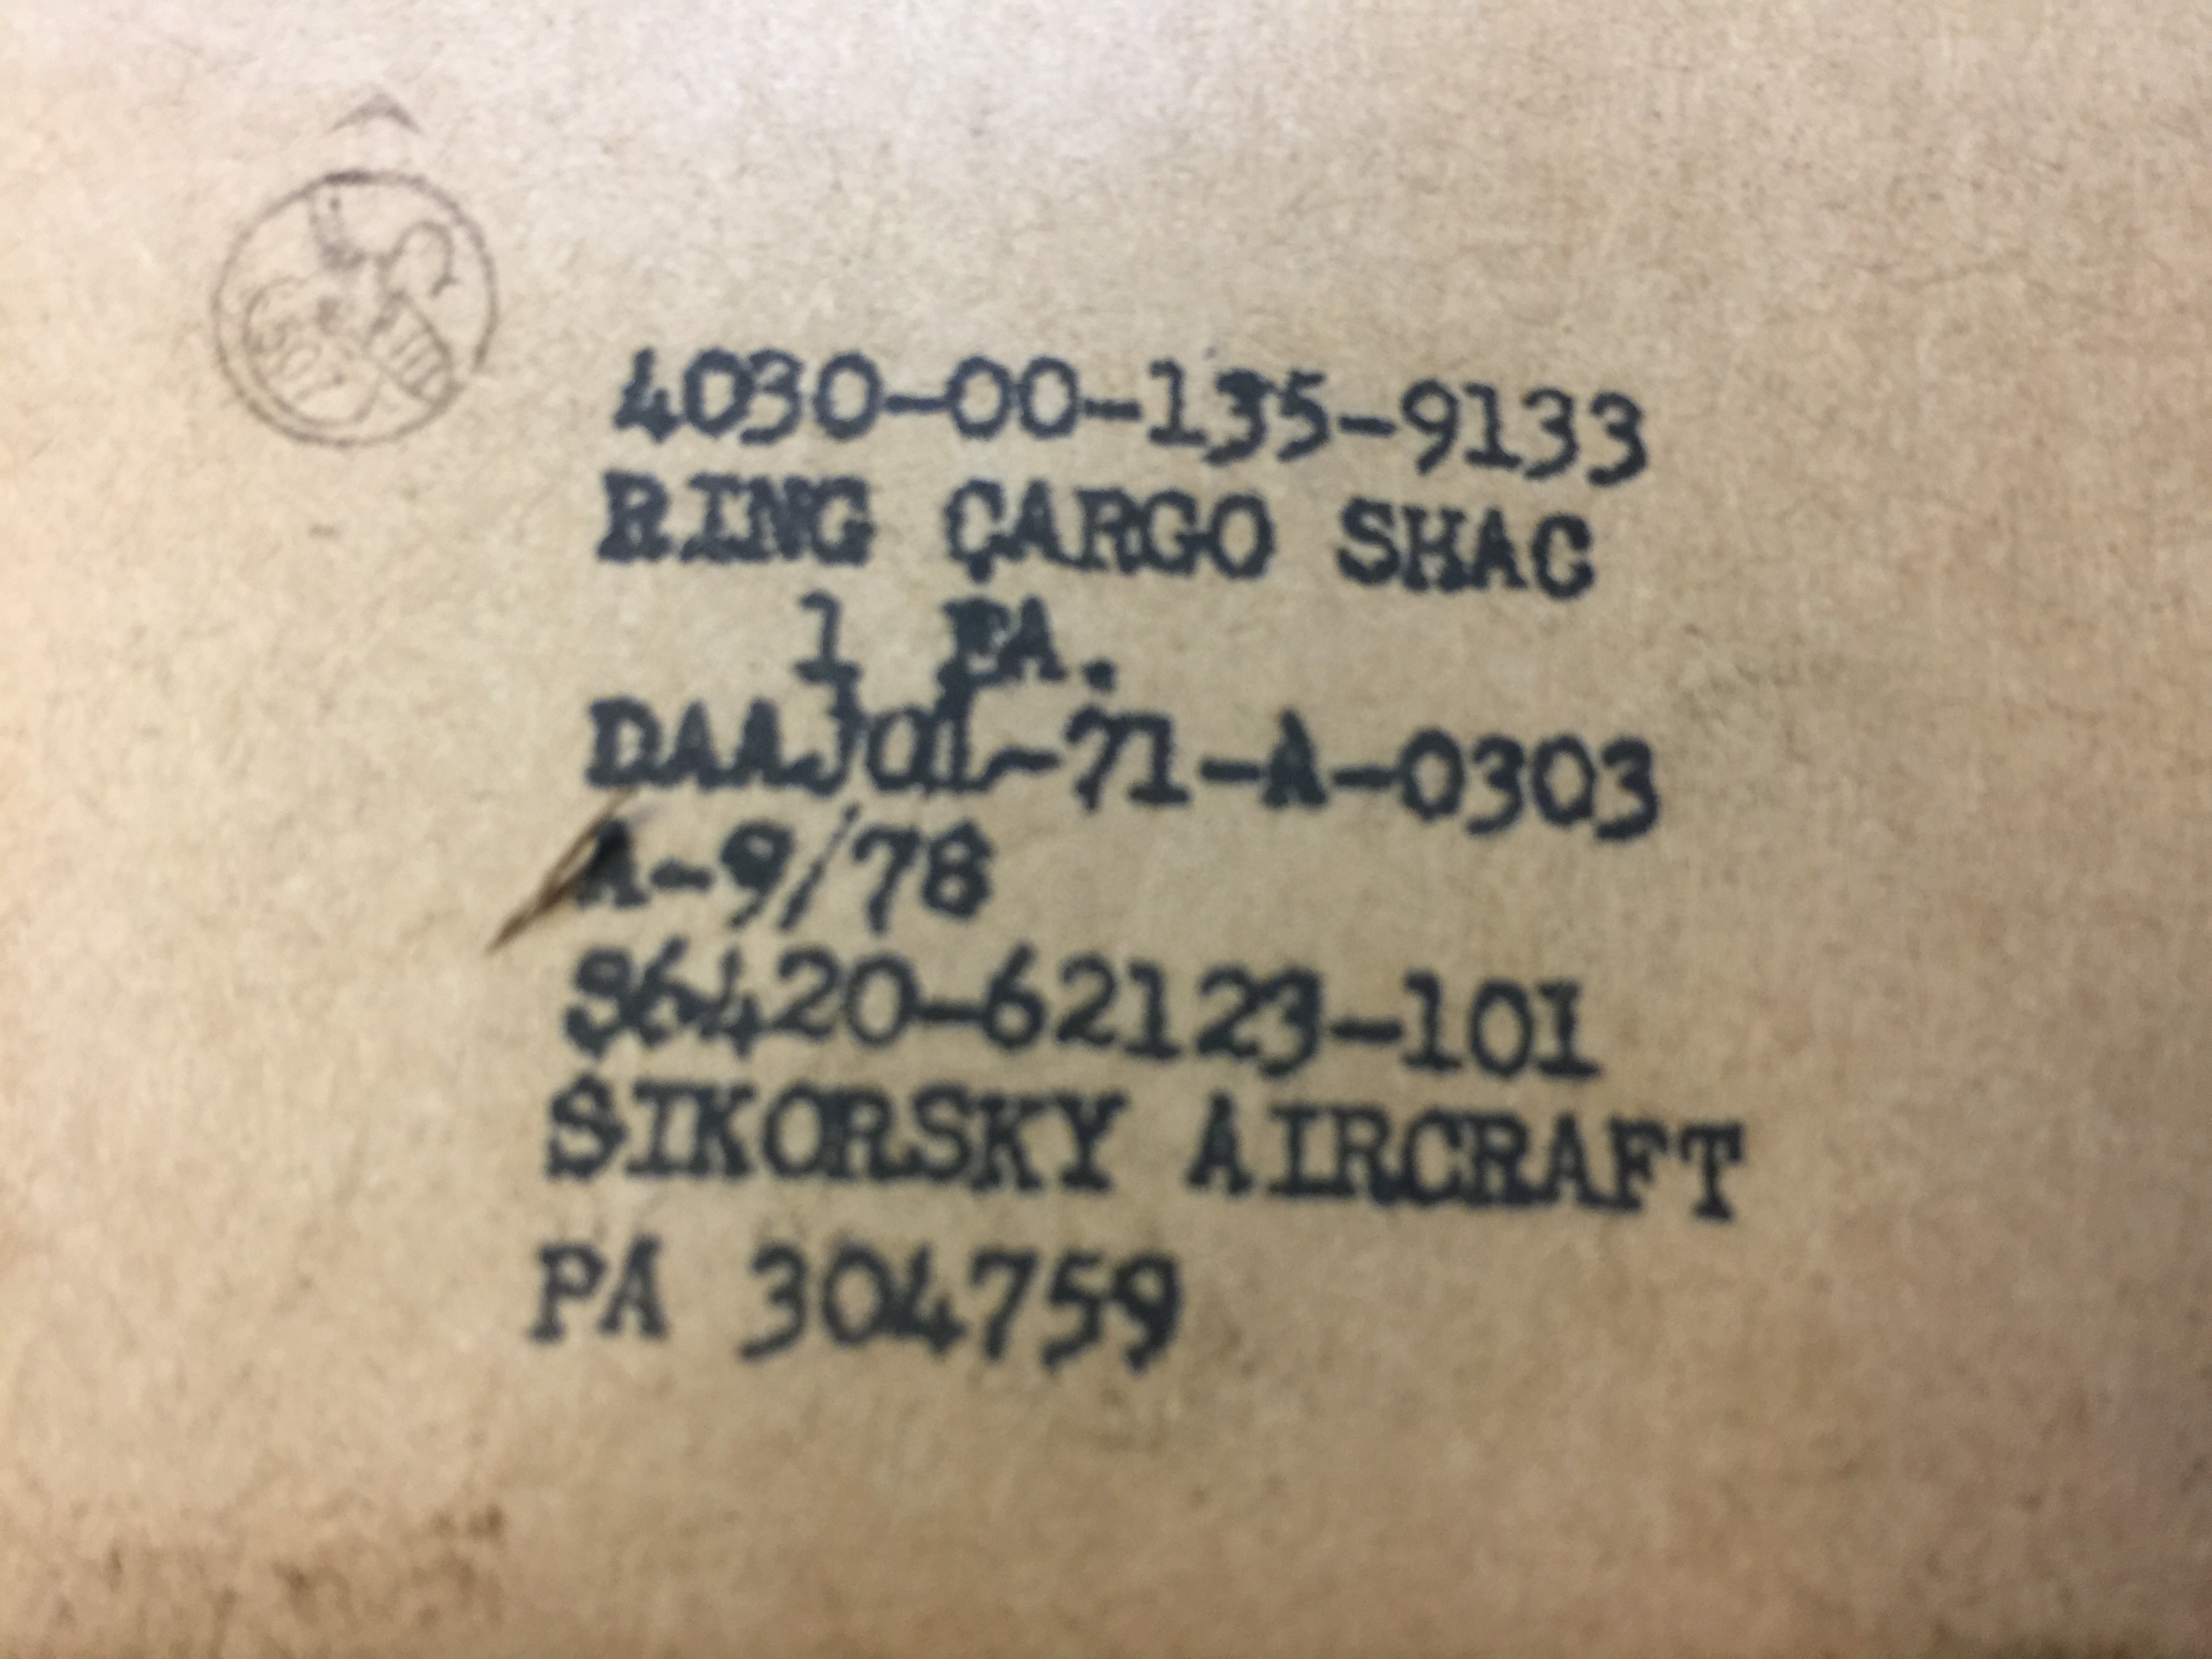 4030-00-135-9133
RING CARGO SHAC
1 EA.
DAAJ01-71-A-0303
A-9/78
S6420-62123-101
SIKORSKY AIRCRAFT
PA 304759